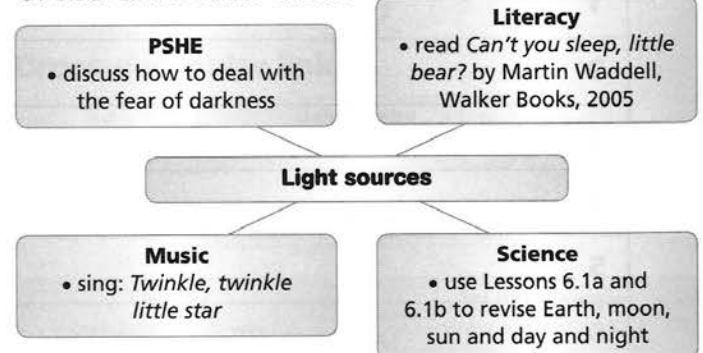 PSHE
• discuss how to deal with
the fear of darkness
Literacy
• read Can't you sleep, little
bear? by Martin Waddell,
Walker Books, 2005
Light sources
Music
• sing: Twinkle, twinkle
little star
Science
• use Lessons 6.1a and
6.1b to revise Earth, moon,
sun and day and night